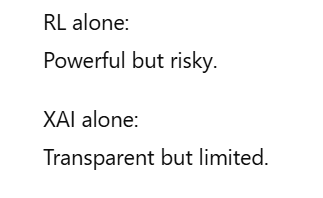 RL alone:
Powerful but risky.
XAI alone:
Transparent but limited.